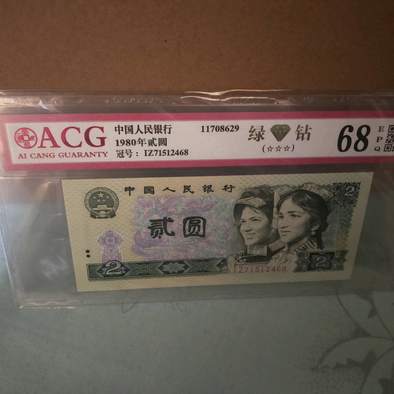 ACG
AI CANG GUARANTY
中国人民银行
1980年贰圆
冠号：IZ71512468
11708629
绿 钻
(☆☆☆)
68
E
P
Q
中国人民银行
贰圆
2
IZ71512468
2